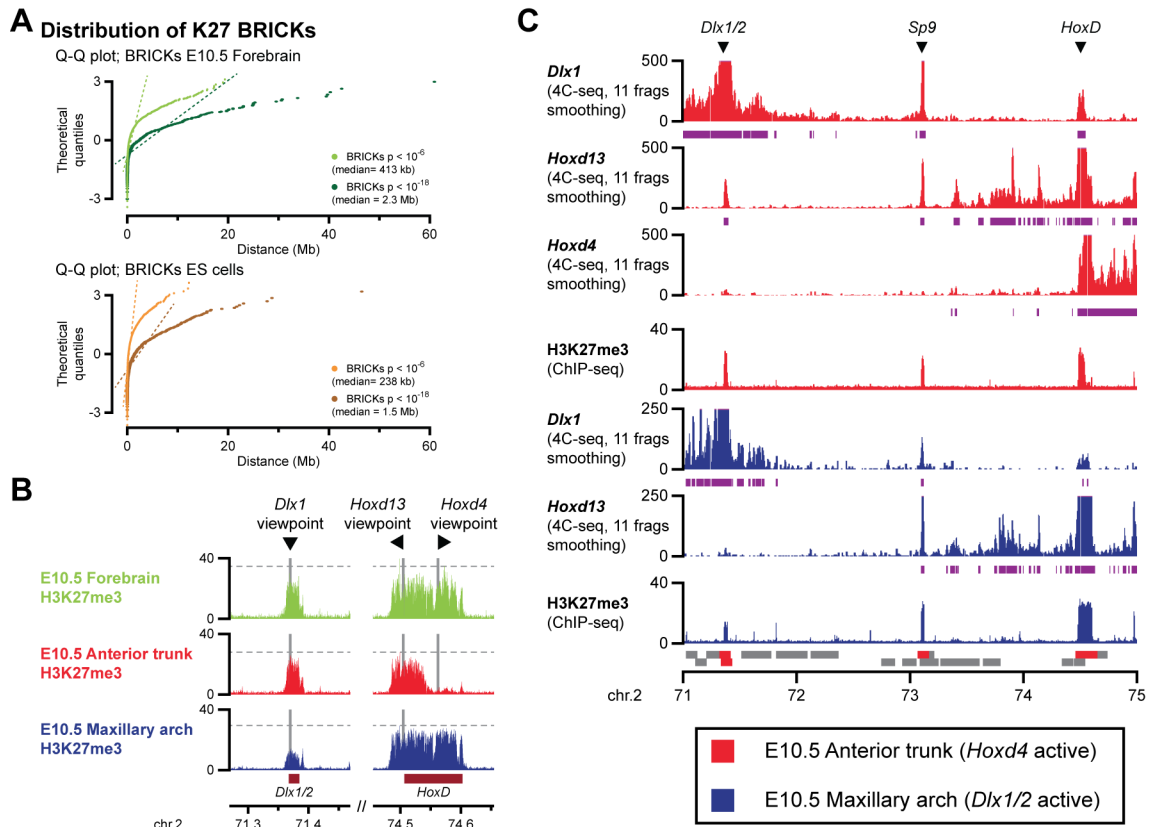 A
Distribution of K27 BRICKs
Q-Q plot; BRICKs E10.5 Forebrain
Theoretical
quantiles
3
0
-3
BRICKs p < 10-6
(median= 413 kb)
BRICKs p < 10-18
(median = 2.3 Mb)
0 20 40 60
Distance (Mb)
Q-Q plot; BRICKs ES cells
Theoretical
quantiles
3
0
-3
BRICKs p < 10-6
(median= 238 kb)
BRICKs p < 10-18
(median = 1.5 Mb)
0 20 40 60
Distance (Mb)
B
Dlx1 Hoxd13 Hoxd4
viewpoint viewpoint viewpoint
E10.5 Forebrain
H3K27me3
40
0
E10.5 Anterior trunk
H3K27me3
40
0
E10.5 Maxillary arch
H3K27me3
40
0
Dlx1/2 HoxD
//
chr.2 71.3 71.4 74.5 74.6
C
Dlx1/2 Sp9 HoxD
Dlx1
(4C-seq, 11 frags
smoothing)
500
0
Hoxd13
(4C-seq, 11 frags
smoothing)
500
0
Hoxd4
(4C-seq, 11 frags
smoothing)
500
0
H3K27me3
(ChIP-seq)
40
0
Dlx1
(4C-seq, 11 frags
smoothing)
250
0
Hoxd13
(4C-seq, 11 frags
smoothing)
250
0
H3K27me3
(ChIP-seq)
40
0
chr.2 71 72 73 74 75
E10.5 Anterior trunk (Hoxd4 active)
E10.5 Maxillary arch (Dlx1/2 active)